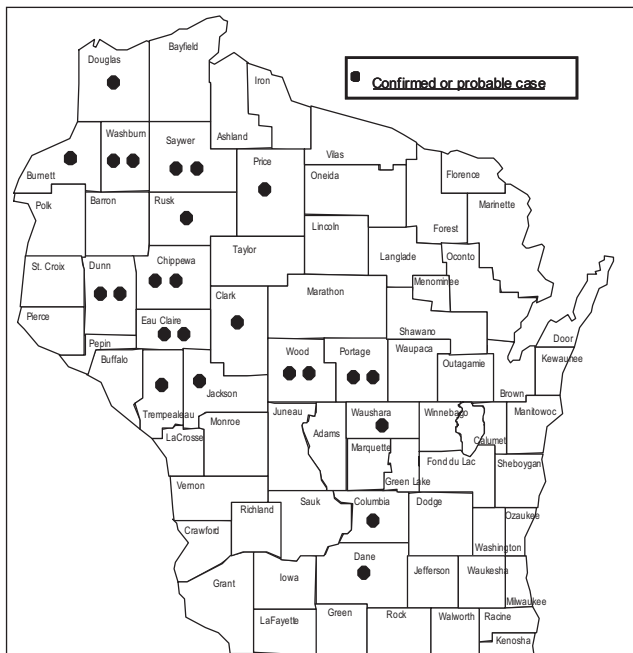 Bayfield
Douglas
Iron
Confirmed or probable case
Ashland
Washburn
Saywer
Vilas
Burnett
Price
Oneida
Florence
Polk
Barron
Rusk
Marinette
Lincoln
Forest
Taylor
Langlade
Oconto
St. Croix
Dunn
Chippewa
Menominee
Clark
Marathon
Pierce
Eau Claire
Shawano
Door
Pepin
Buffalo
Wood
Portage
Waupaca
Kewaunee
Outagamie
Brown
Jackson
Trempealeau
Juneau
Waushara
Winnebago
Manitowoc
Monroe
Adams
LaCrosse
Calumet
Marquette
Fond du Lac
Sheboygan
Green Lake
Vernon
Richland
Sauk
Columbia
Dodge
Ozaukee
Crawford
Washington
Dane
Grant
Iowa
Jefferson
Waukesha
Milwaukee
LaFayette
Green
Rock
Walworth
Racine
Kenosha